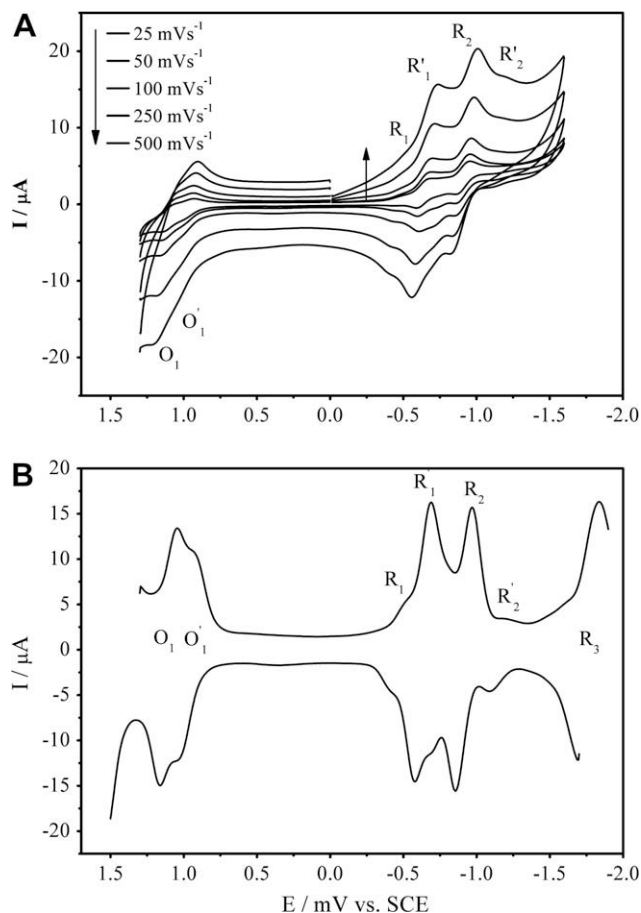 A
25 mVs⁻¹
50 mVs⁻¹
100 mVs⁻¹
250 mVs⁻¹
500 mVs⁻¹
R₁
R'₁
R₂
R'₂
O₁
O'₁
20
10
0
-10
-20
I / µA
1.5 1.0 0.5 0.0 -0.5 -1.0 -1.5 -2.0
B
R₁
R'₁
R₂
R'₂
R₃
O₁ O'₁
20
15
10
5
0
-5
-10
-15
-20
I / µA
1.5 1.0 0.5 0.0 -0.5 -1.0 -1.5 -2.0
E / mV vs. SCE